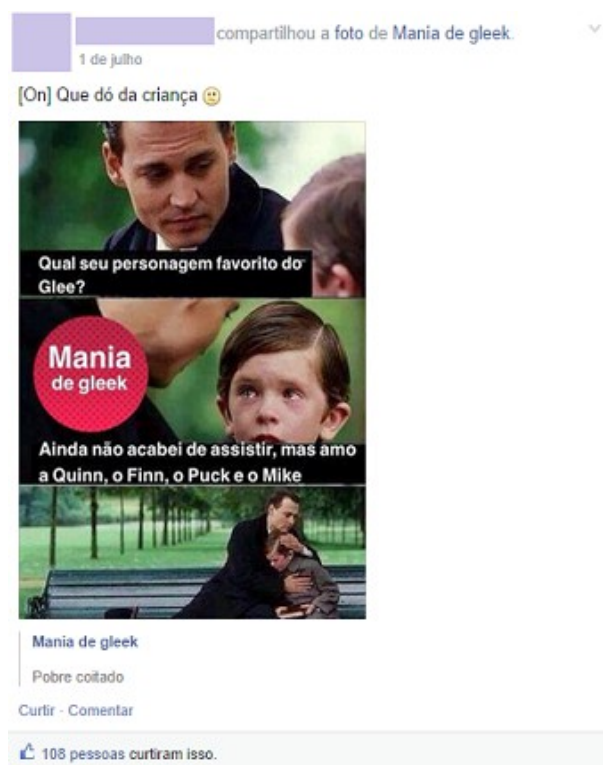 compartilhou a foto de Mania de gleek.
1 de julho
[On] Que dó da criança
Qual seu personagem favorito do
Glee?
Mania
de gleek
Ainda não acabei de assistir, mas amo
a Quinn, o Finn, o Puck e o Mike
Mania de gleek
Pobre coitado
Curtir · Comentar
108 pessoas curtiram isso.